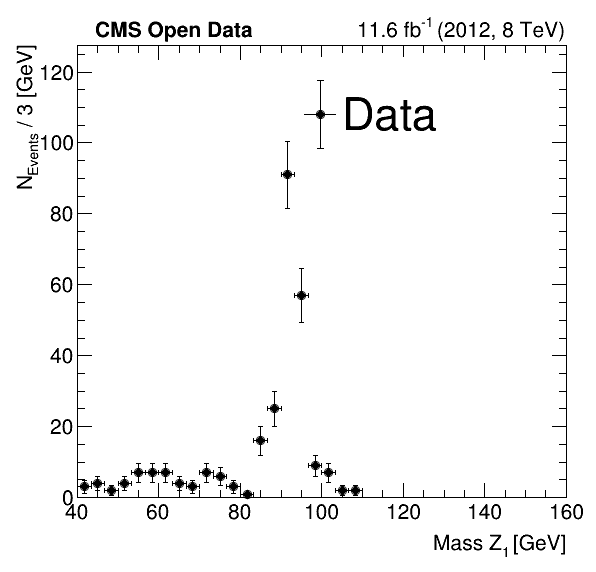 CMS Open Data 11.6 fb⁻¹ (2012, 8 TeV)
N_Events / 3 [GeV]
120
100
80
60
40
20
0
Data
40 60 80 100 120 140 160
Mass Z₁ [GeV]